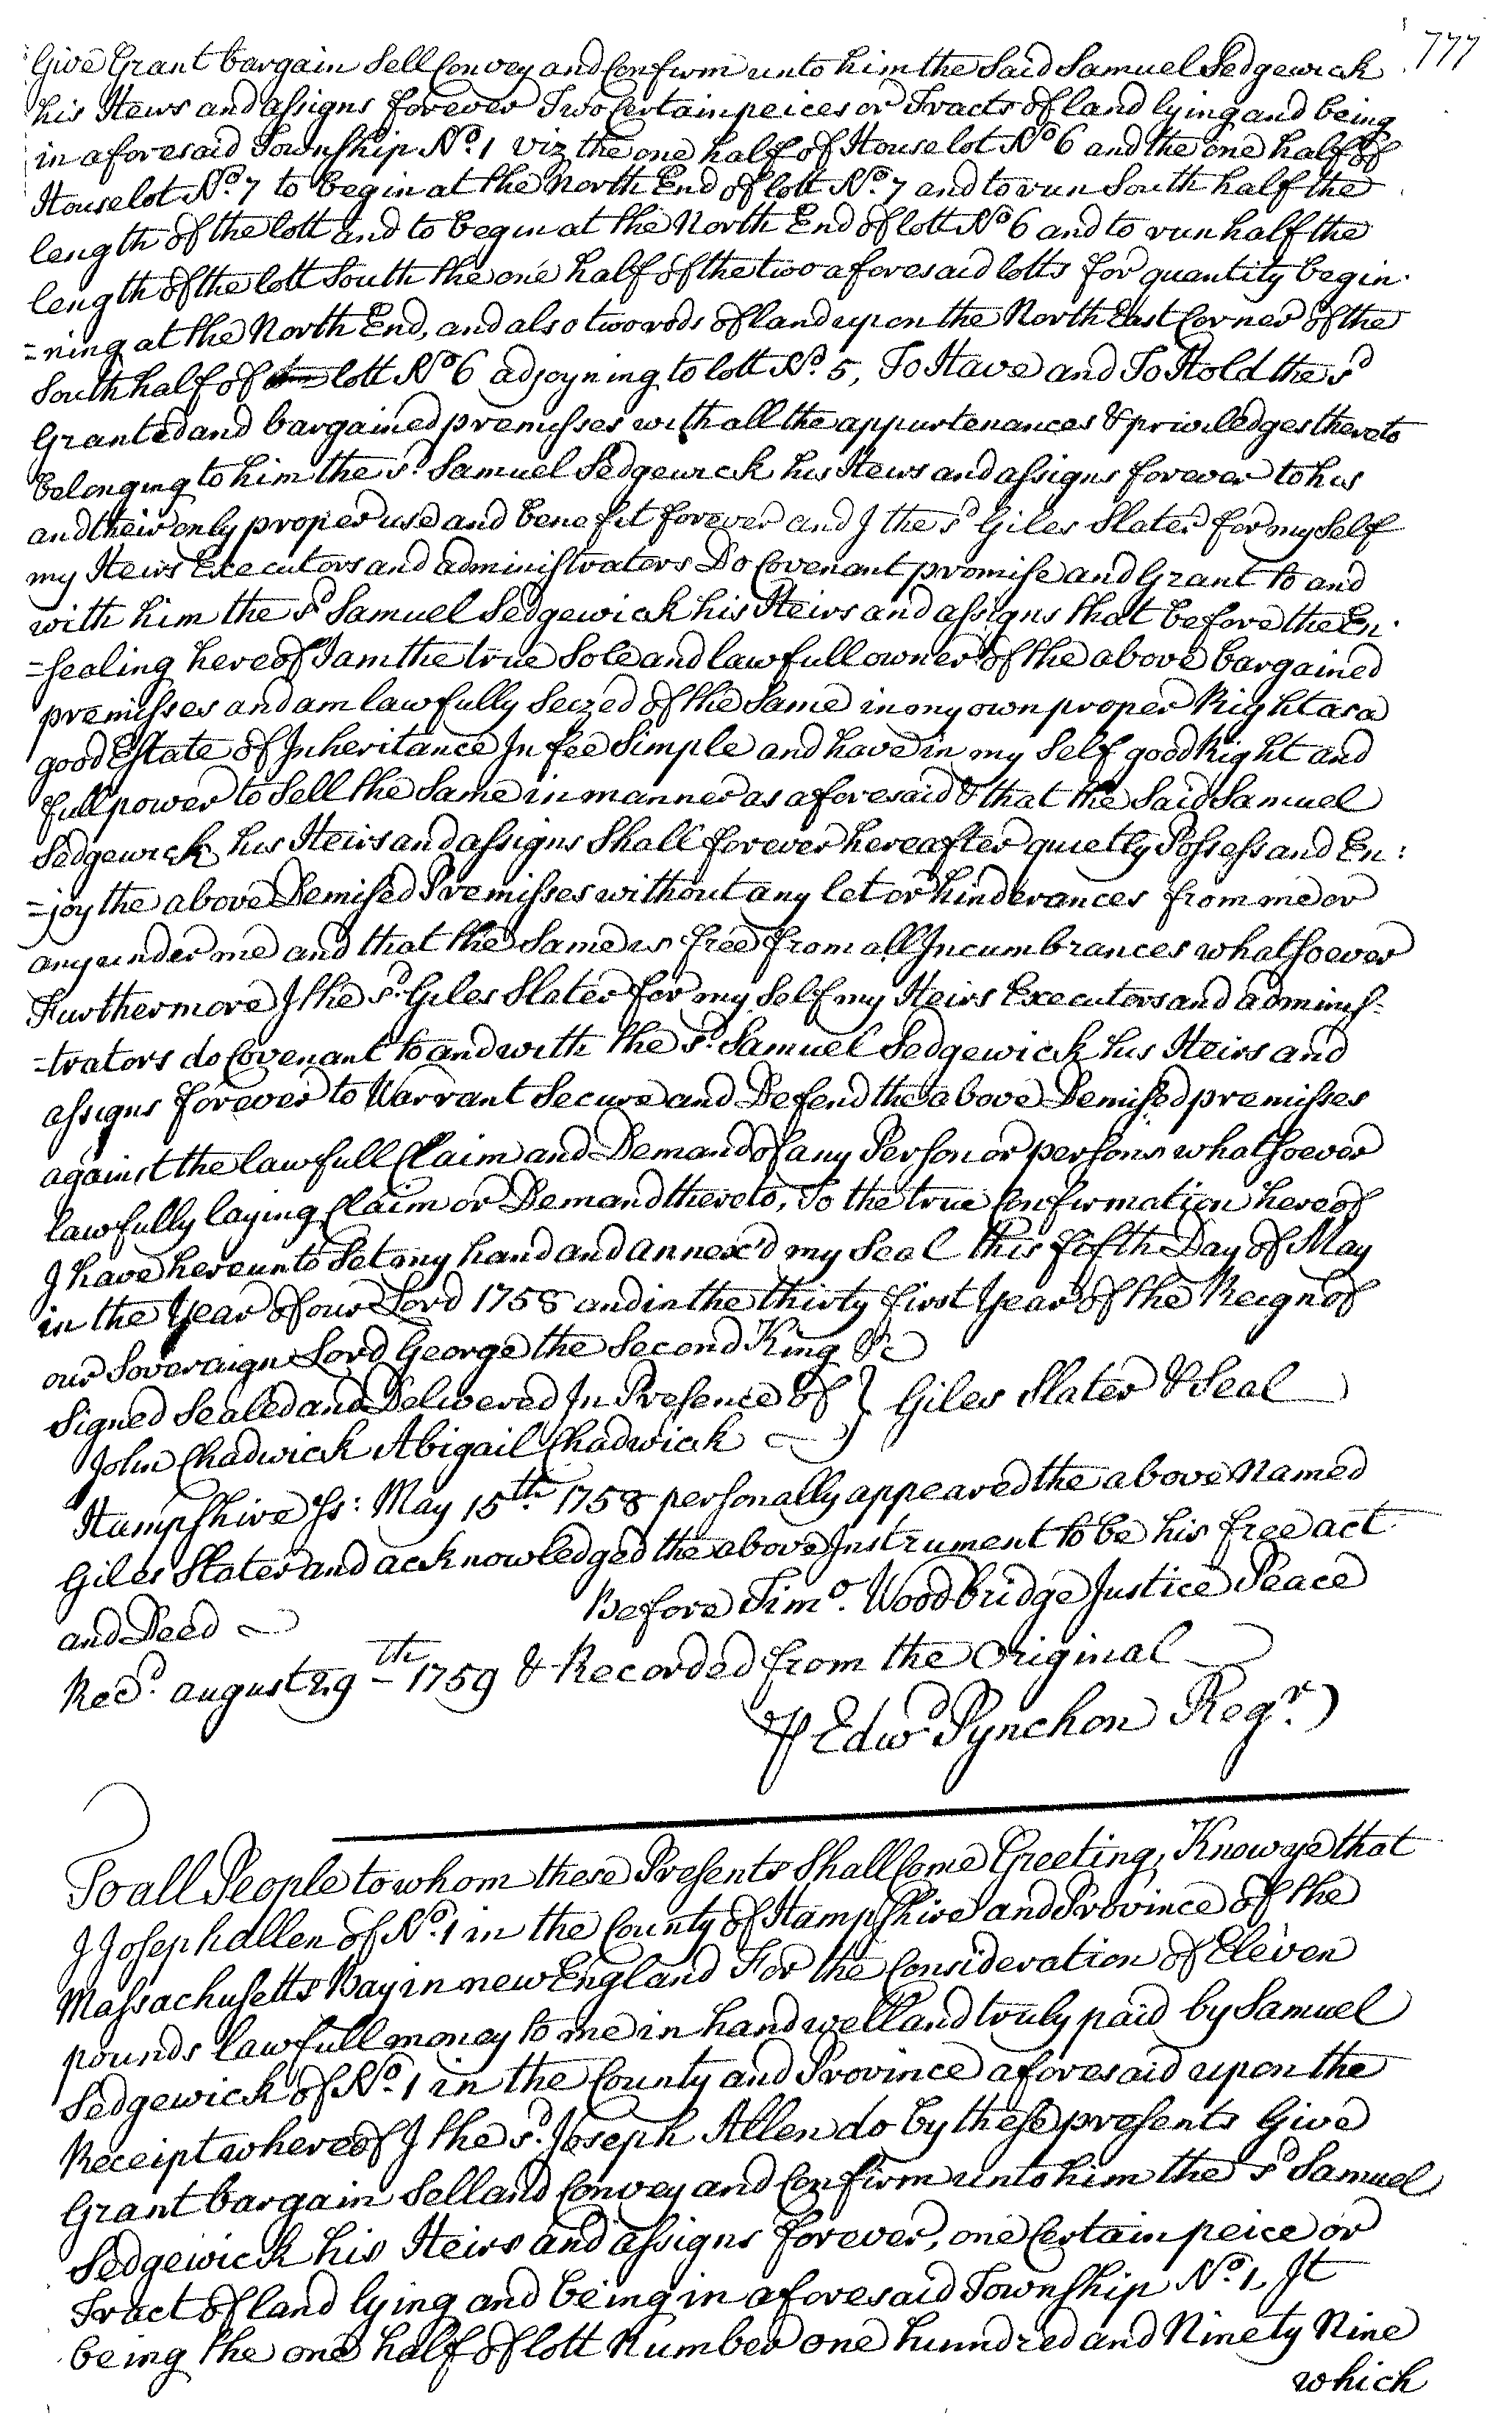 777
Give Grant bargain Sell Convey and Confirm unto him the Said Samuel Sedgewick
his Heirs and assigns forever Two Certain peices or Tracts of land lying and being
in aforesaid Township No. 1 viz the one half of House lot No 6 and the one half of
House lot No. 7 to begin at the North End of lott No. 7 and to run South half the
length of the lott and to begin at the North End of lott No 6 and to run half the
length of the lott South the one half of the two aforesaid lotts for quantity begin-
=ning at the North End, and also two rods of land upon the North East Corner of the
South half of lott No 6 adjoyning to lott No. 5, To Have and To Hold the sd
Granted and bargained premisses with all the appurtenances & priviledges thereto
belonging to him the sd. Samuel Sedgewick his Heirs and assigns forever to his
and their only proper use and benefit forever and I the sd Giles Slater for my Self
my Heirs Executors and administrators Do Covenant promise and Grant to and
with him the sd Samuel Sedgewick his Heirs and assigns that before the En-
=sealing hereof I am the true Sole and lawfull owner of the above bargained
premisses and am lawfully Seized of the Same in my own proper Right as a
good Estate of Inheritance In fee Simple and have in my Self good Right and
full power to Sell the Same in manner as aforesaid & that the Said Samuel
Sedgewick his Heirs and assigns Shall forever hereafter quietly Possess and En:
=joy the above Demised Premisses without any let or hinderances from me or
any under me and that the Same is free from all Incumbrances whatsoever
Furthermore I the sd. Giles Slater for my Self my Heirs Executors and adminis-
=trators do Covenant to and with the sd. Samuel Sedgewick his Heirs and
assigns forever to Warrant Secure and Defend the above Demised premisses
against the lawfull Claim and Demand of any Person or persons whatsoever
lawfully laying Claim or Demand thereto, To the true Confirmation hereof
I have hereunto Set my hand and annex'd my Seal this fifth Day of May
in the Year of our Lord 1758 and in the thirty first Year of the Reign of
our Soveraign Lord George the Second King &c
Signed Sealed and Delivered In Presence of } Giles Slater & Seal
John Chadwick Abigail Chadwick
Hampshire ss: May 15th. 1758 personally appeared the above Named
Giles Slater and acknowledged the above Instrument to be his free act
and Deed
Before Timo. Woodbridge Justice Peace
Recd. august 29th 1759 & Recorded from the Original
⅌ Edwd Pynchon Regr.
To all People to whom these Presents Shall Come Greeting, Know ye that
I Joseph allen of No. 1 in the County of Hampshire and Province of the
Massachusetts Bay in new England For the Consideration of Eleven
pounds lawfull money to me in hand well and truly paid by Samuel
Sedgewick of No. 1 in the County and Province aforesaid upon the
Receipt whereof I the sd. Joseph Allen do by these presents Give
Grant bargain Sell and Convey and Confirm unto him the sd Samuel
Sedgewick his Heirs and assigns forever, one Certain peice or
Tract of land lying and being in aforesaid Township No. 1, It
being the one half of lott Number one hunndred and Ninety Nine
which